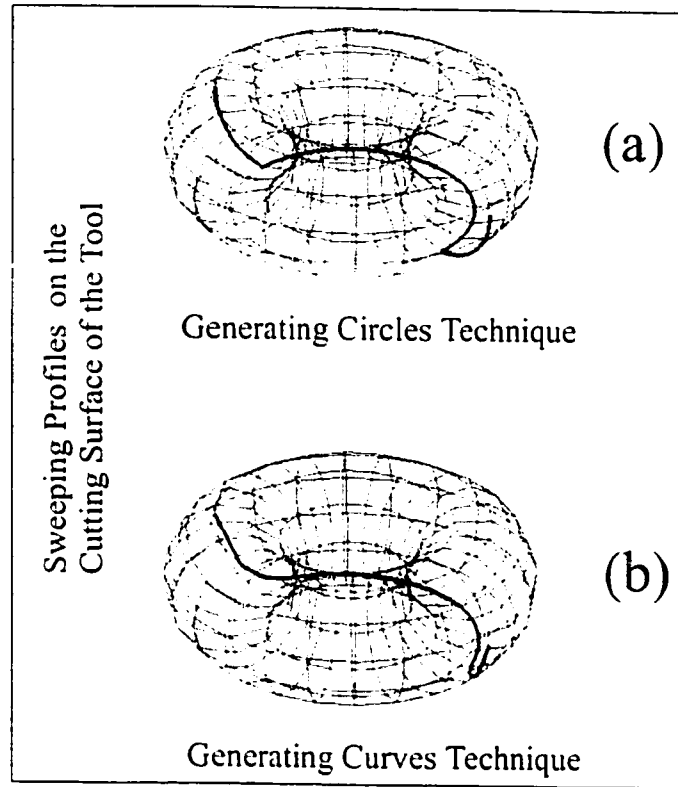 Sweeping Profiles on the
Cutting Surface of the Tool
(a)
Generating Circles Technique
(b)
Generating Curves Technique